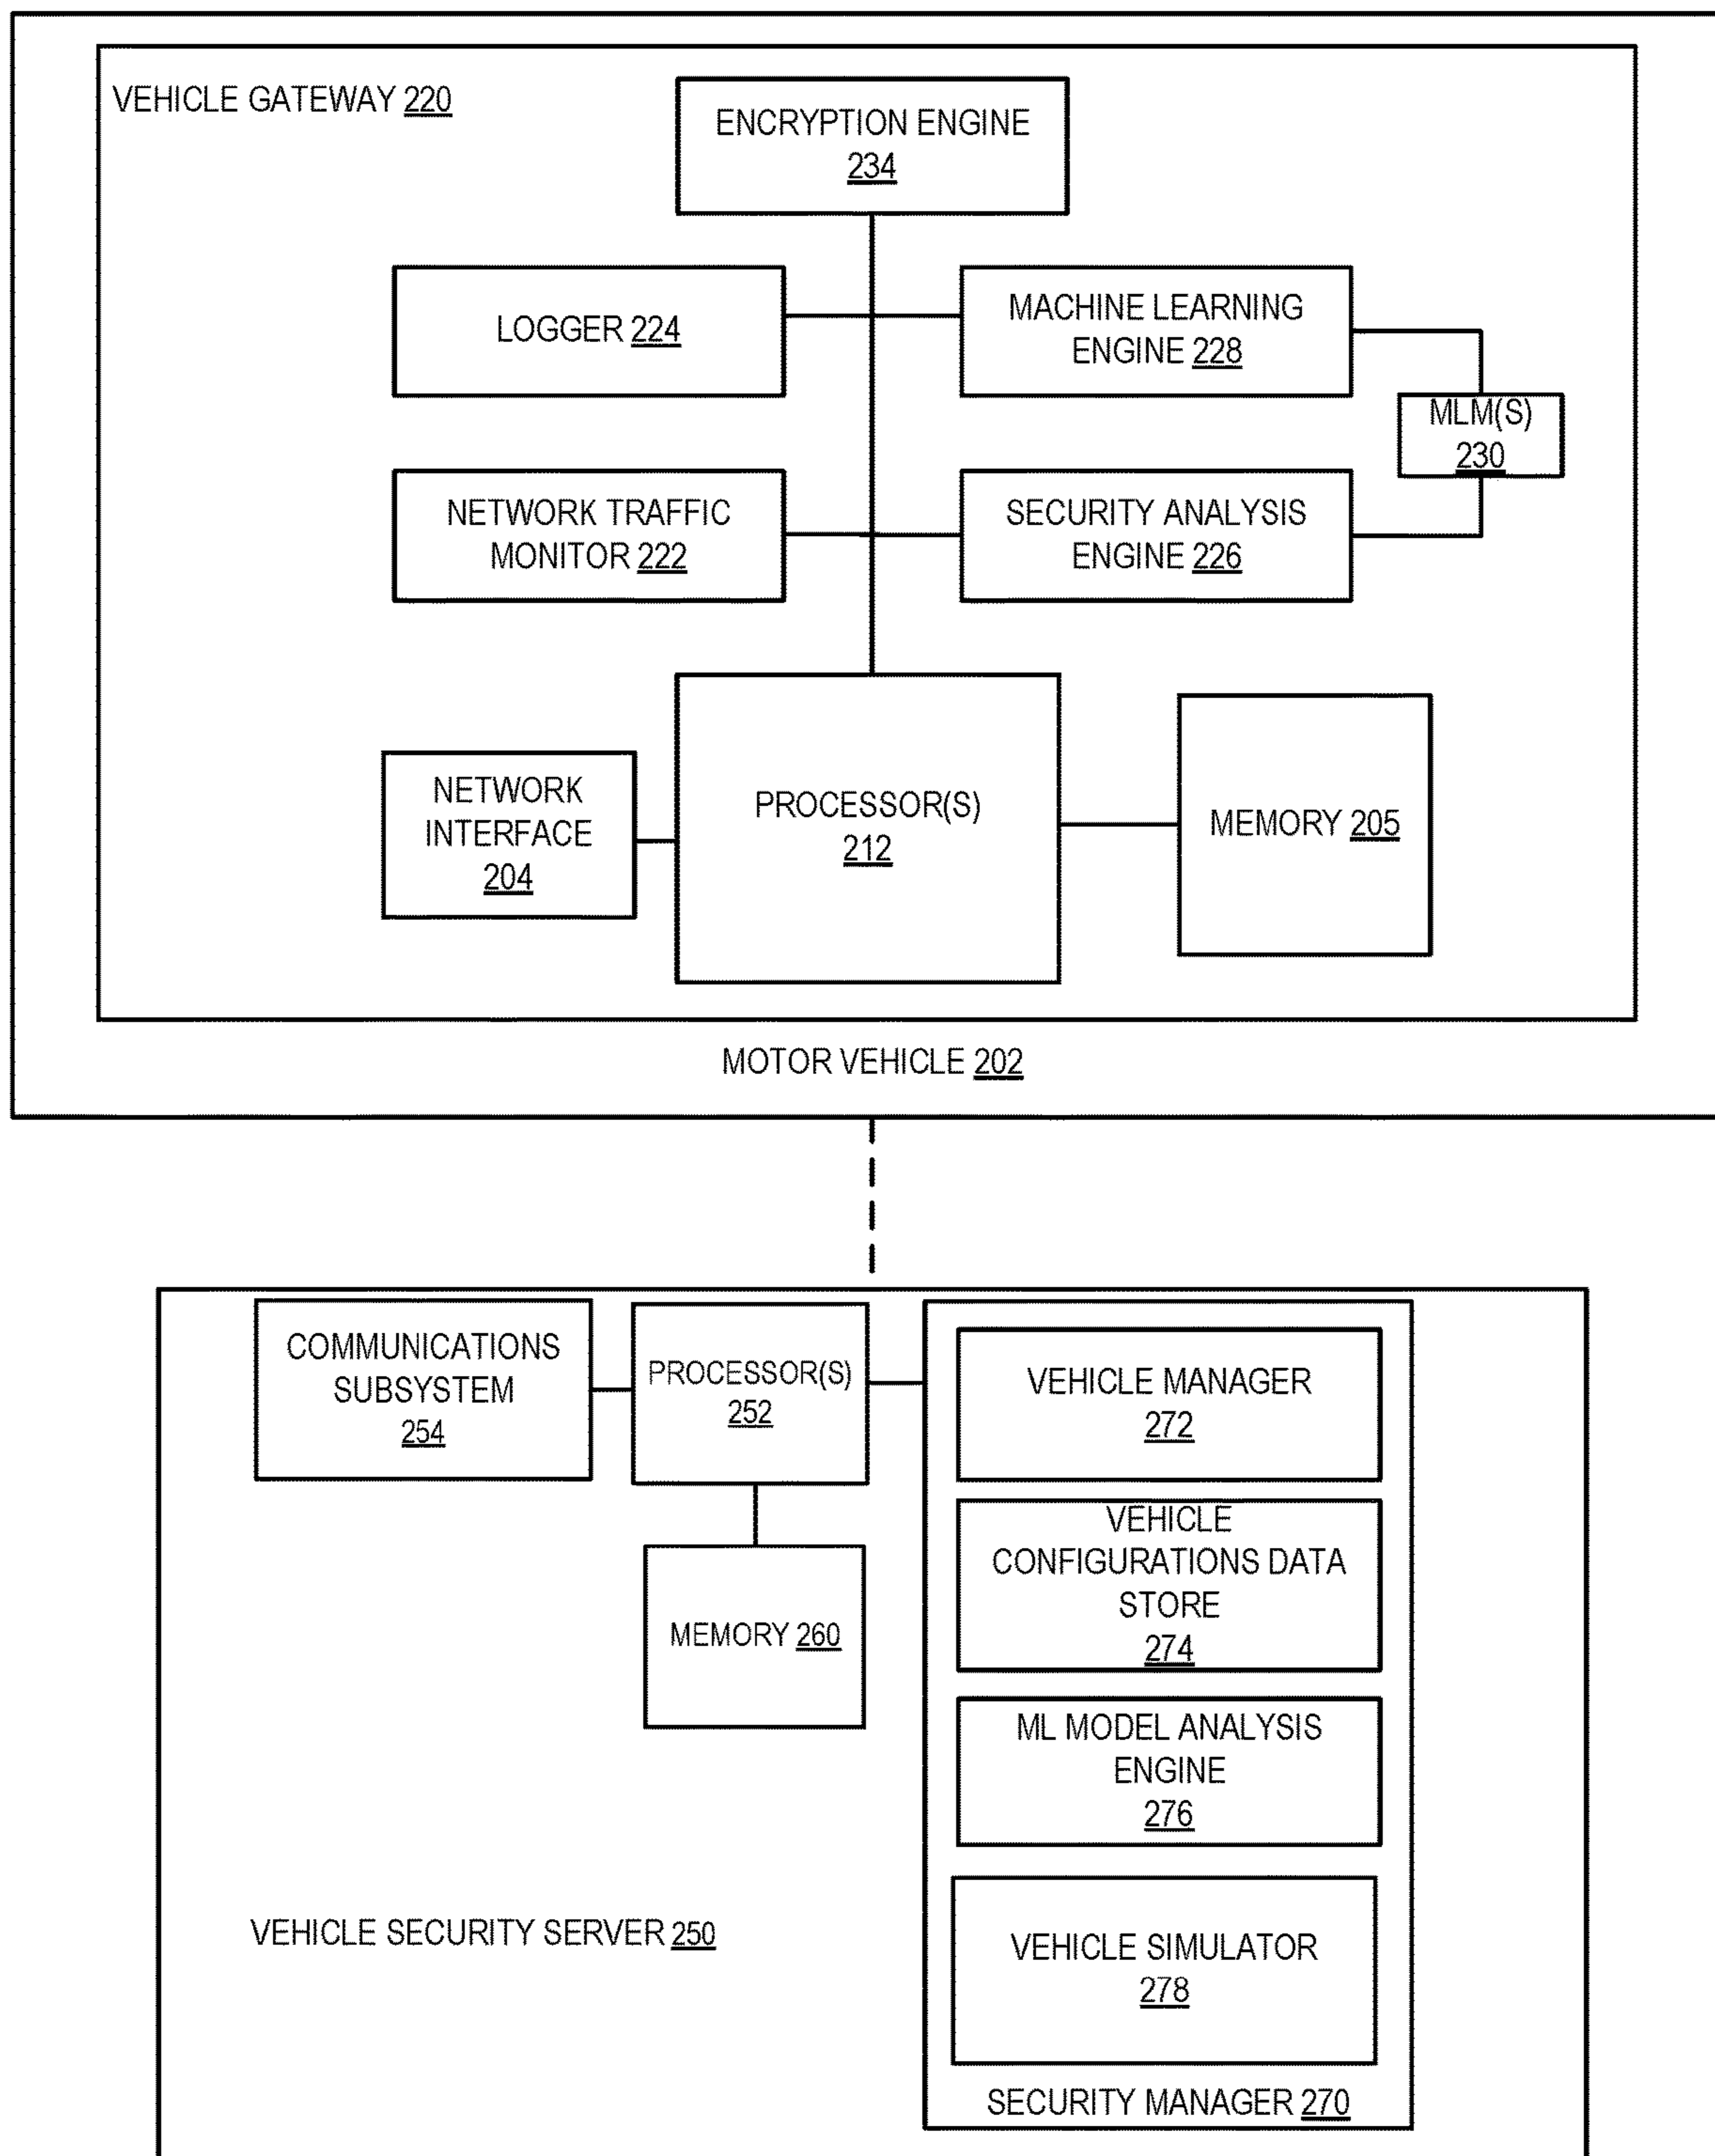 VEHICLE GATEWAY 220
ENCRYPTION ENGINE
234
LOGGER 224
MACHINE LEARNING
ENGINE 228
MLM(S)
230
NETWORK TRAFFIC
MONITOR 222
SECURITY ANALYSIS
ENGINE 226
NETWORK
INTERFACE
204
PROCESSOR(S)
212
MEMORY 205
MOTOR VEHICLE 202
COMMUNICATIONS
SUBSYSTEM
254
PROCESSOR(S)
252
MEMORY 260
VEHICLE MANAGER
272
VEHICLE
CONFIGURATIONS DATA
STORE
274
ML MODEL ANALYSIS
ENGINE
276
VEHICLE SIMULATOR
278
VEHICLE SECURITY SERVER 250
SECURITY MANAGER 270